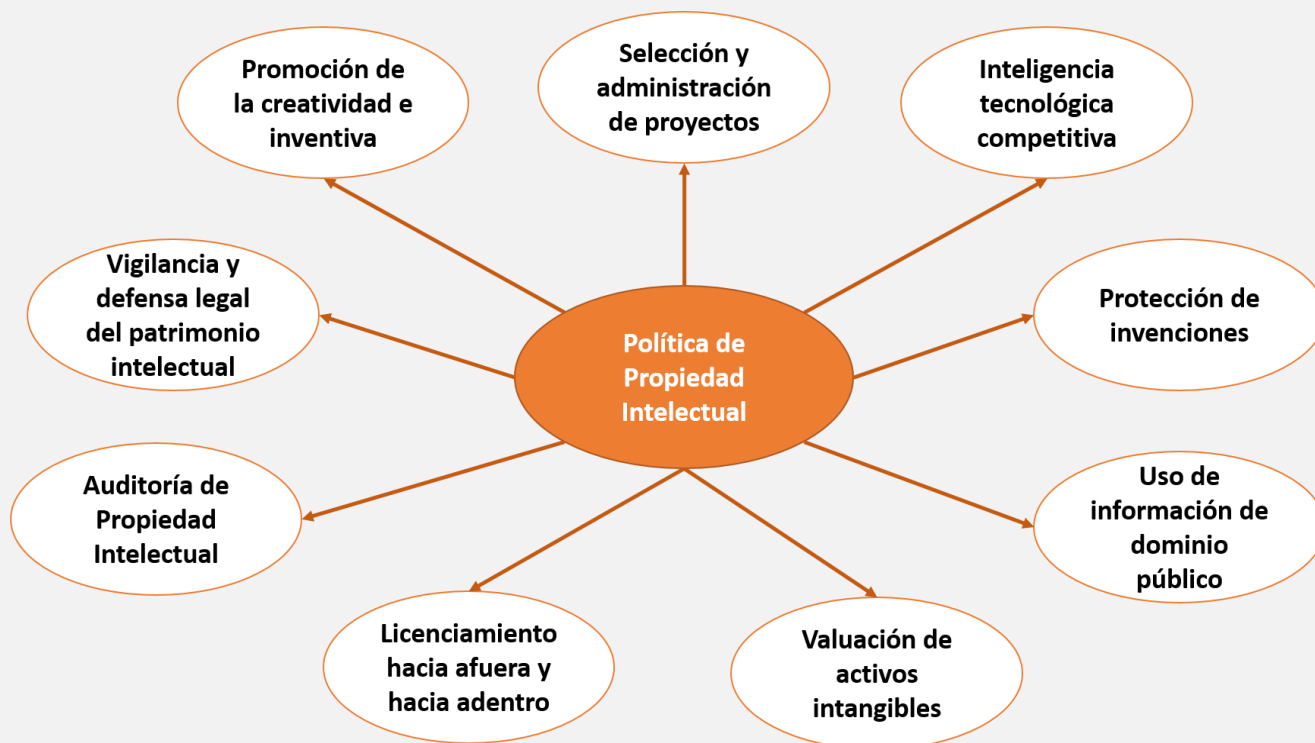 Promoción de
la creatividad e
inventiva
Selección y
administración
de proyectos
Inteligencia
tecnológica
competitiva
Vigilancia y
defensa legal
del patrimonio
intelectual
Política de
Propiedad
Intelectual
Protección de
invenciones
Auditoría de
Propiedad
Intelectual
Uso de
información de
dominio
público
Licenciamiento
hacia afuera y
hacia adentro
Valuación de
activos
intangibles